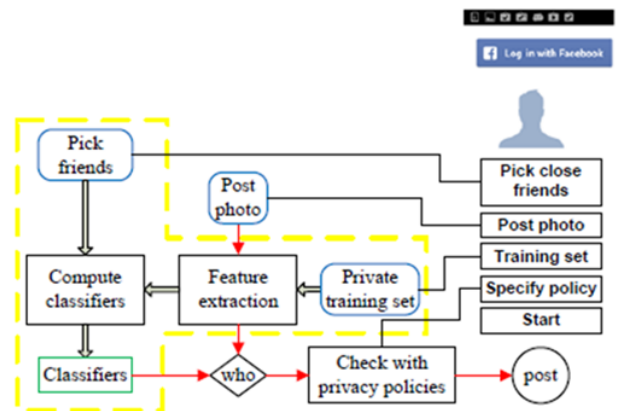 Log in with Facebook
Pick
friends
Post
photo
Pick close
friends
Post photo
Compute
classifiers
Feature
extraction
Private
training set
Training set
Specify policy
Start
Classifiers
who
Check with
privacy policies
post